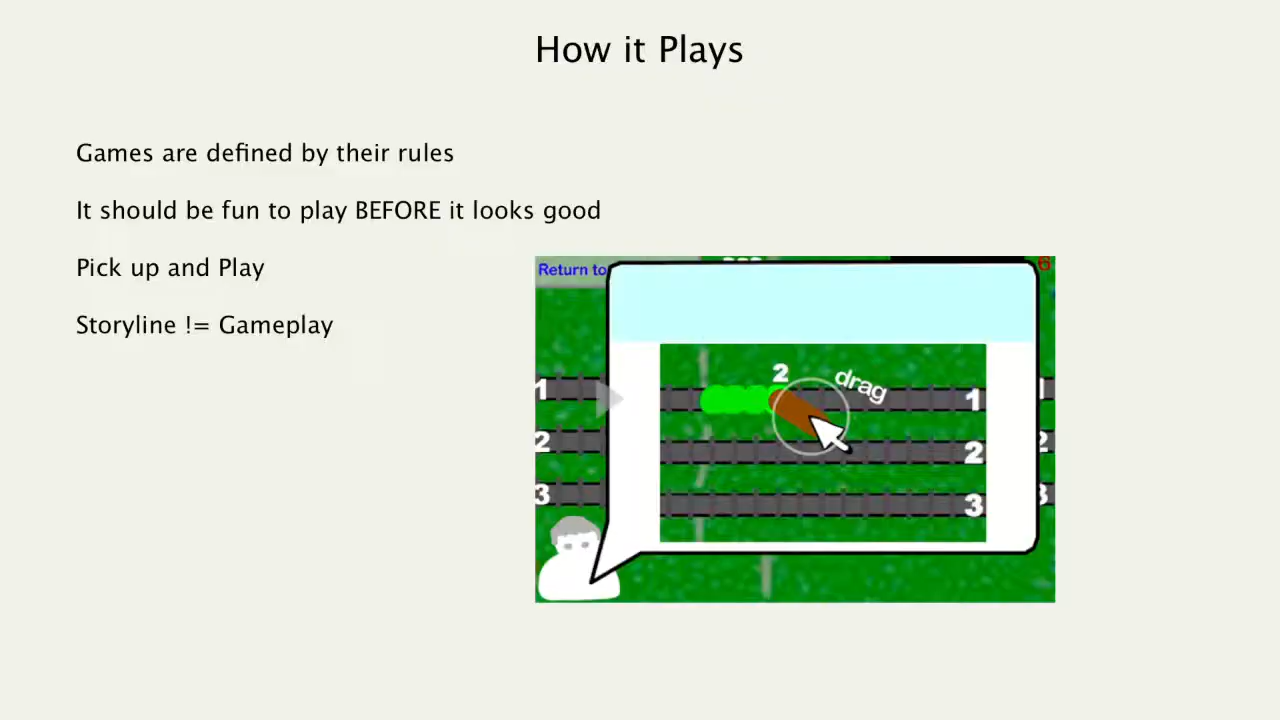 How it Plays
Games are defined by their rules
It should be fun to play BEFORE it looks good
Pick up and Play
Storyline != Gameplay
Return to
6
2
drag
1
1
1
2
2
2
3
3
3